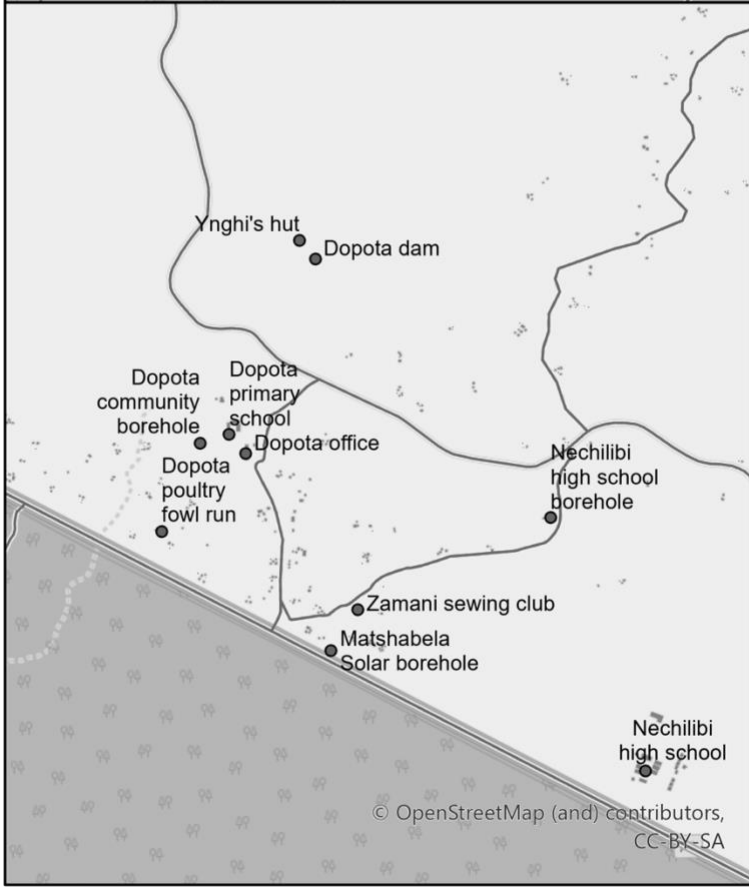 Ynghi's hut
Dopota dam
Dopota
community
borehole
Dopota
primary
school
Dopota office
Dopota
poultry
fowl run
Nechilibi
high school
borehole
Zamani sewing club
Matshabela
Solar borehole
Nechilibi
high school
© OpenStreetMap (and) contributors,
CC-BY-SA